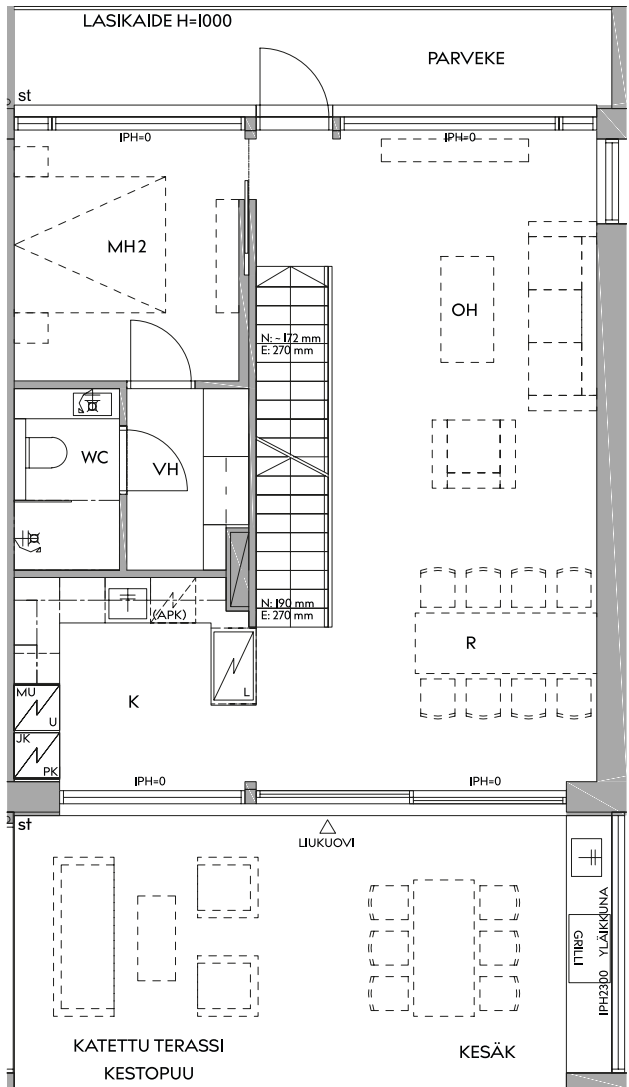 LASIKAIDE H=1000
PARVEKE
st
IPH=0
IPH=0
MH2
OH
N: ~ 172 mm
E: 270 mm
WC
VH
N: 190 mm
E: 270 mm
(APK)
R
L
K
MU
U
JK
PK
IPH=0
IPH=0
st
LIUKUOVI
IPH2300 YLÄIKKUNA
GRILLI
KATETTU TERASSI
KESTOPUU
KESÄK